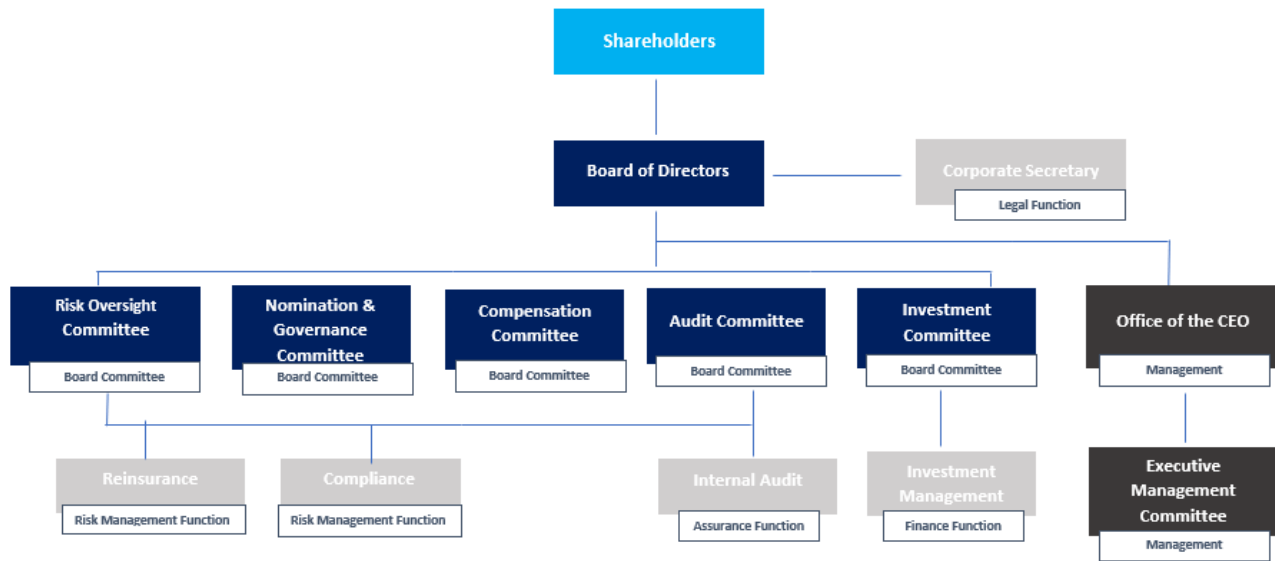 Shareholders
Board of Directors
Corporate Secretary
Legal Function
Risk Oversight
Committee
Board Committee
Nomination &
Governance
Committee
Board Committee
Compensation
Committee
Board Committee
Audit Committee
Board Committee
Investment
Committee
Board Committee
Office of the CEO
Management
Reinsurance
Risk Management Function
Compliance
Risk Management Function
Internal Audit
Assurance Function
Investment
Management
Finance Function
Executive
Management
Committee
Management